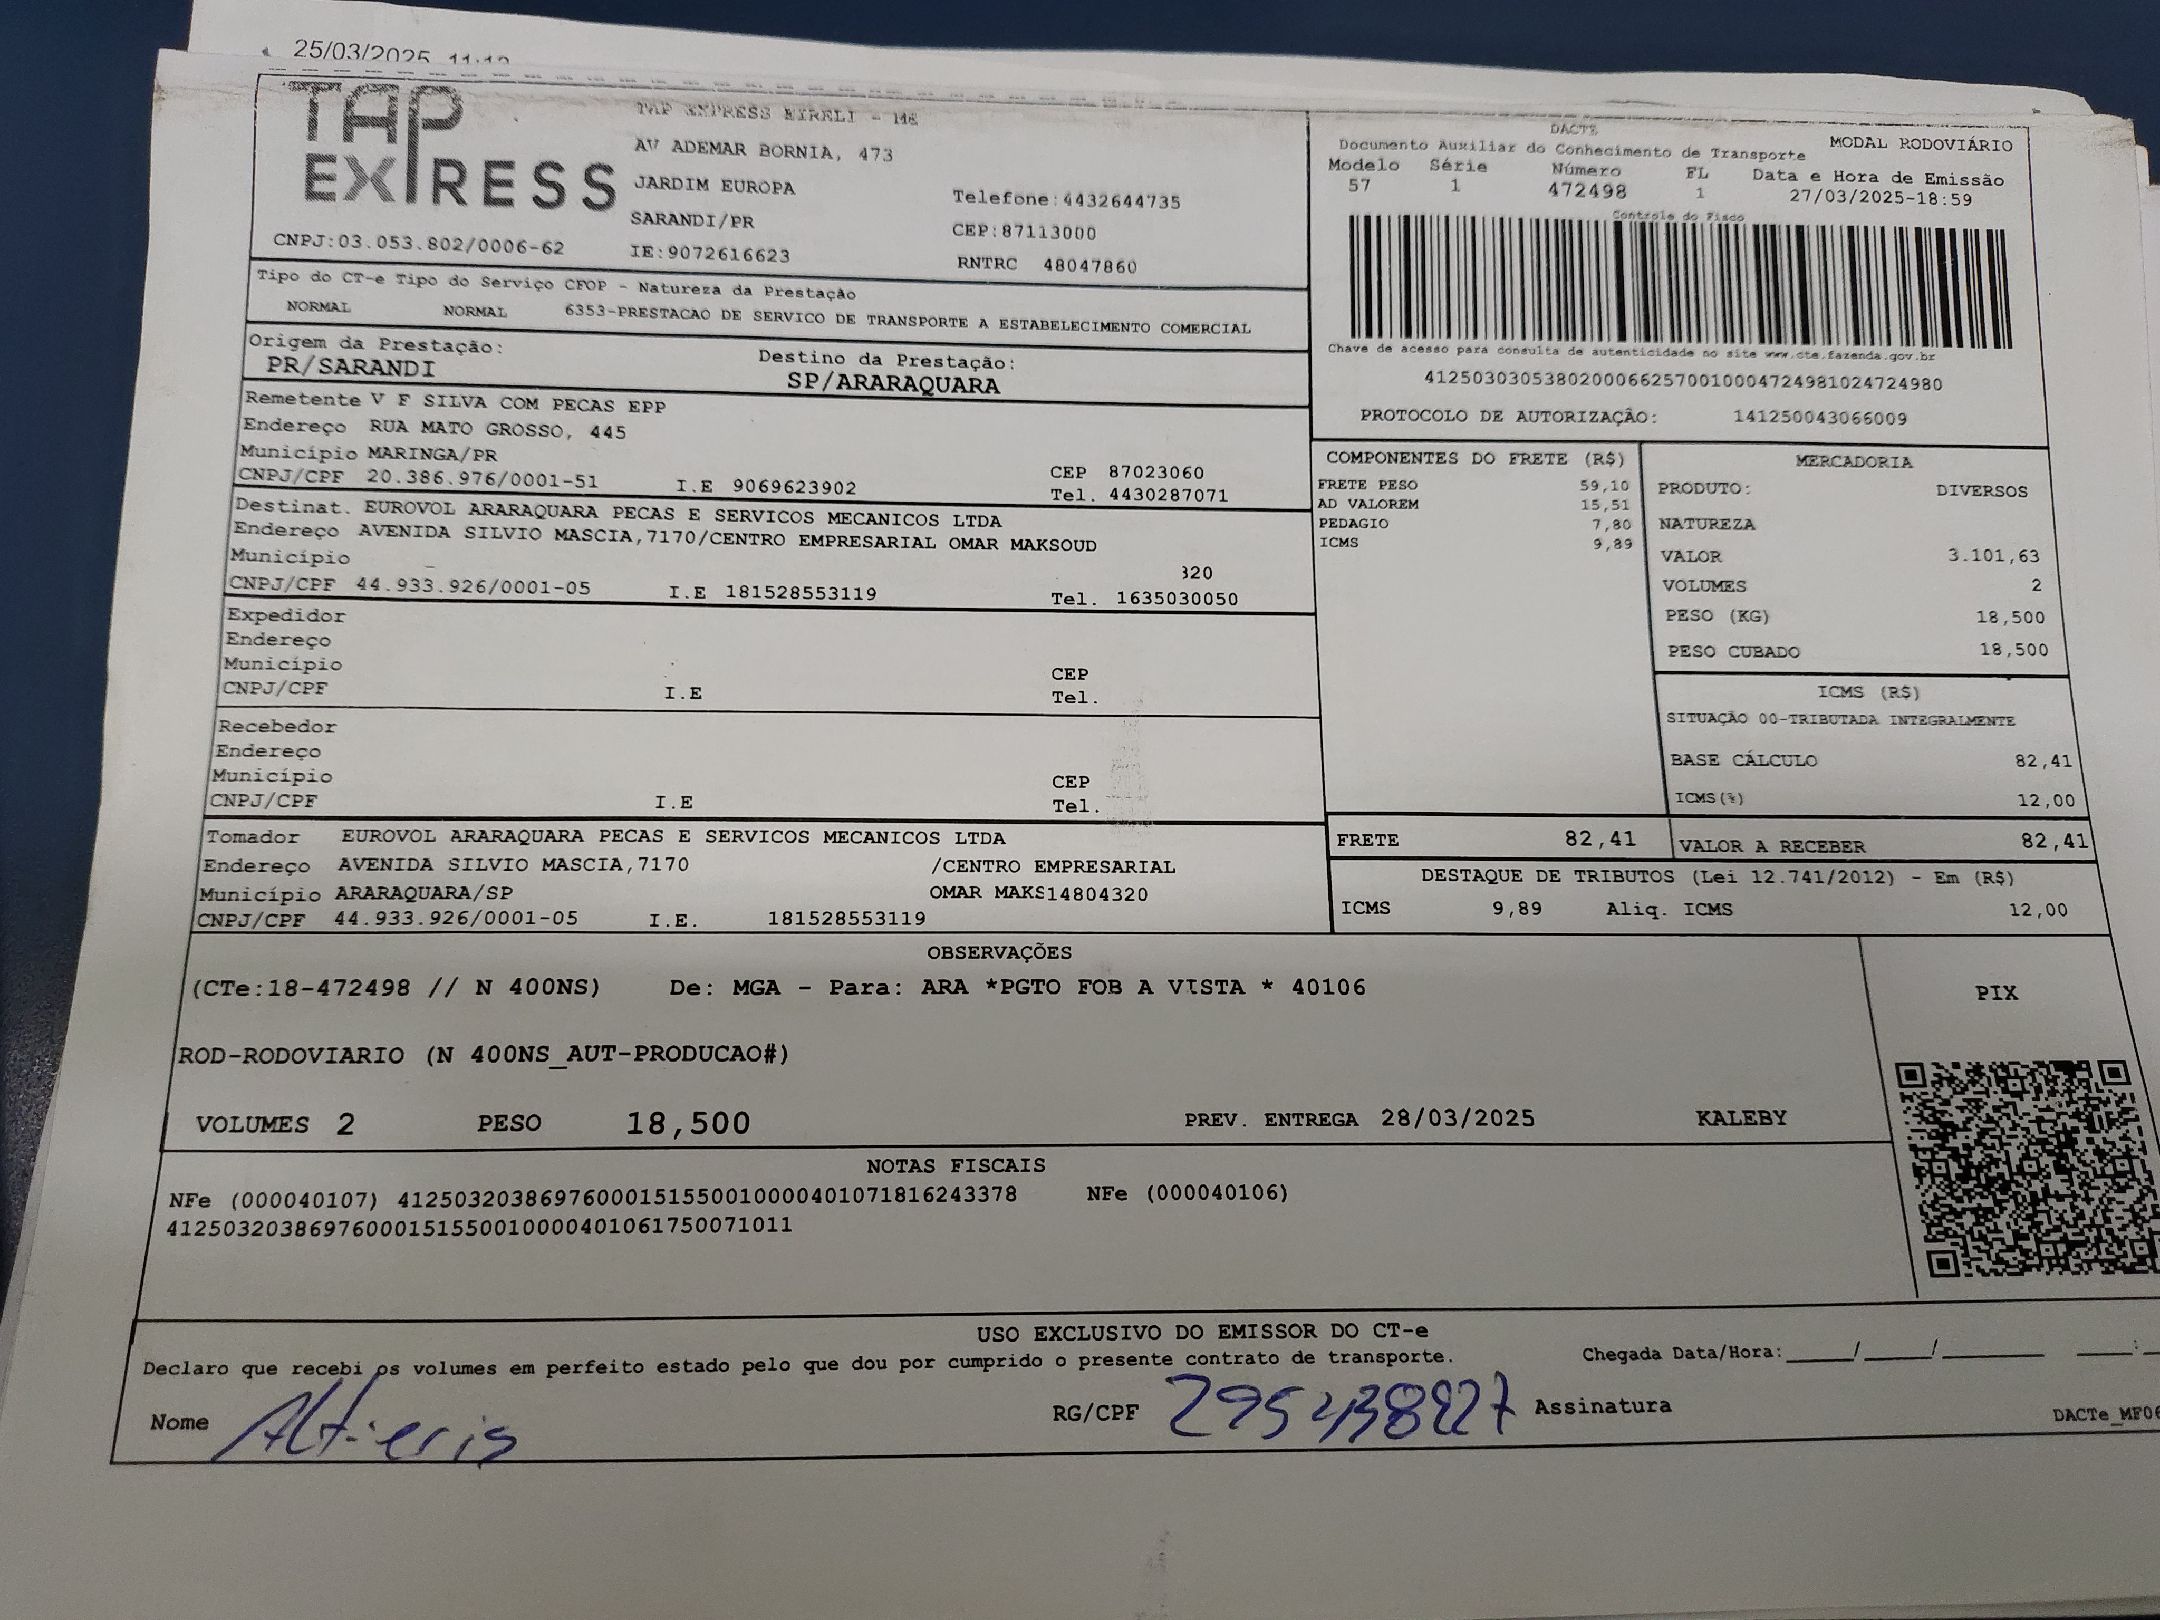 25/03/2025 11:12
TAP EXPRESS
TAP EXPRESS EIRELI - ME
AV ADEMAR BORNIA, 473
JARDIM EUROPA
Telefone:4432644735
SARANDI/PR
CEP:87113000
CNPJ:03.053.802/0006-62
IE:9072616623
RNTRC 48047860
DACTE
MODAL RODOVIÁRIO
Documento Auxiliar do Conhecimento de Transporte
Modelo Série Número FL Data e Hora de Emissão
57 1 472498 1 27/03/2025-18:59
Controle do Fisco
Chave de acesso para consulta de autenticidade no site www.cte.fazenda.gov.br
41250303053802000662570010004724981024724980
PROTOCOLO DE AUTORIZAÇÃO: 141250043066009
Tipo do CT-e Tipo do Serviço CFOP - Natureza da Prestação
NORMAL NORMAL 6353-PRESTACAO DE SERVICO DE TRANSPORTE A ESTABELECIMENTO COMERCIAL
Origem da Prestação: Destino da Prestação:
PR/SARANDI SP/ARARAQUARA
Remetente V F SILVA COM PECAS EPP
Endereço RUA MATO GROSSO, 445
Município MARINGA/PR CEP 87023060
CNPJ/CPF 20.386.976/0001-51 I.E 9069623902 Tel. 4430287071
Destinat. EUROVOL ARARAQUARA PECAS E SERVICOS MECANICOS LTDA
Endereço AVENIDA SILVIO MASCIA,7170/CENTRO EMPRESARIAL OMAR MAKSOUD
Município 320
CNPJ/CPF 44.933.926/0001-05 I.E 181528553119 Tel. 1635030050
Expedidor
Endereço
Município CEP
CNPJ/CPF I.E Tel.
Recebedor
Endereço
Município CEP
CNPJ/CPF I.E Tel.
Tomador EUROVOL ARARAQUARA PECAS E SERVICOS MECANICOS LTDA
Endereço AVENIDA SILVIO MASCIA,7170 /CENTRO EMPRESARIAL
Município ARARAQUARA/SP OMAR MAKS14804320
CNPJ/CPF 44.933.926/0001-05 I.E. 181528553119
COMPONENTES DO FRETE (R$)
FRETE PESO 59,10
AD VALOREM 15,51
PEDAGIO 7,80
ICMS 9,89
MERCADORIA
PRODUTO: DIVERSOS
NATUREZA
VALOR 3.101,63
VOLUMES 2
PESO (KG) 18,500
PESO CUBADO 18,500
ICMS (R$)
SITUAÇÃO 00-TRIBUTADA INTEGRALMENTE
BASE CÁLCULO 82,41
ICMS(%) 12,00
FRETE 82,41 VALOR A RECEBER 82,41
DESTAQUE DE TRIBUTOS (Lei 12.741/2012) - Em (R$)
ICMS 9,89 Aliq. ICMS 12,00
OBSERVAÇÕES
(CTe:18-472498 // N 400NS) De: MGA - Para: ARA *PGTO FOB A VISTA * 40106
PIX
ROD-RODOVIARIO (N 400NS_AUT-PRODUCAO#)
VOLUMES 2 PESO 18,500 PREV. ENTREGA 28/03/2025 KALEBY
NOTAS FISCAIS
NFe (000040107) 41250320386976000151550010000401071816243378 NFe (000040106)
41250320386976000151550010000401061750071011
USO EXCLUSIVO DO EMISSOR DO CT-e
Declaro que recebi os volumes em perfeito estado pelo que dou por cumprido o presente contrato de transporte. Chegada Data/Hora:____/____/______ ___:
Nome Altieris RG/CPF Assinatura
DACTe_MF06